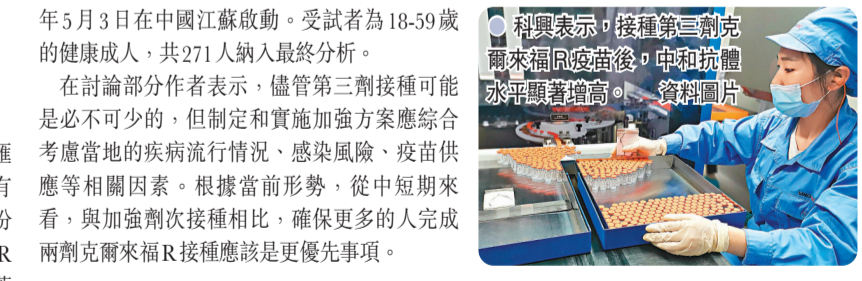 年5月3日在中國江蘇啟動。受試者為18-59歲
的健康成人，共271人納入最終分析。
在討論部分作者表示，儘管第三劑接種可能
是必不可少的，但制定和實施加強方案應綜合
考慮當地的疾病流行情況、感染風險、疫苗供
應等相關因素。根據當前形勢，從中短期來
看，與加強劑次接種相比，確保更多的人完成
兩劑克爾來福R接種應該是更優先事項。
匯
有
份
R
● 科興表示，接種第三劑克
爾來福R疫苗後，中和抗體
水平顯著增高。 資料圖片